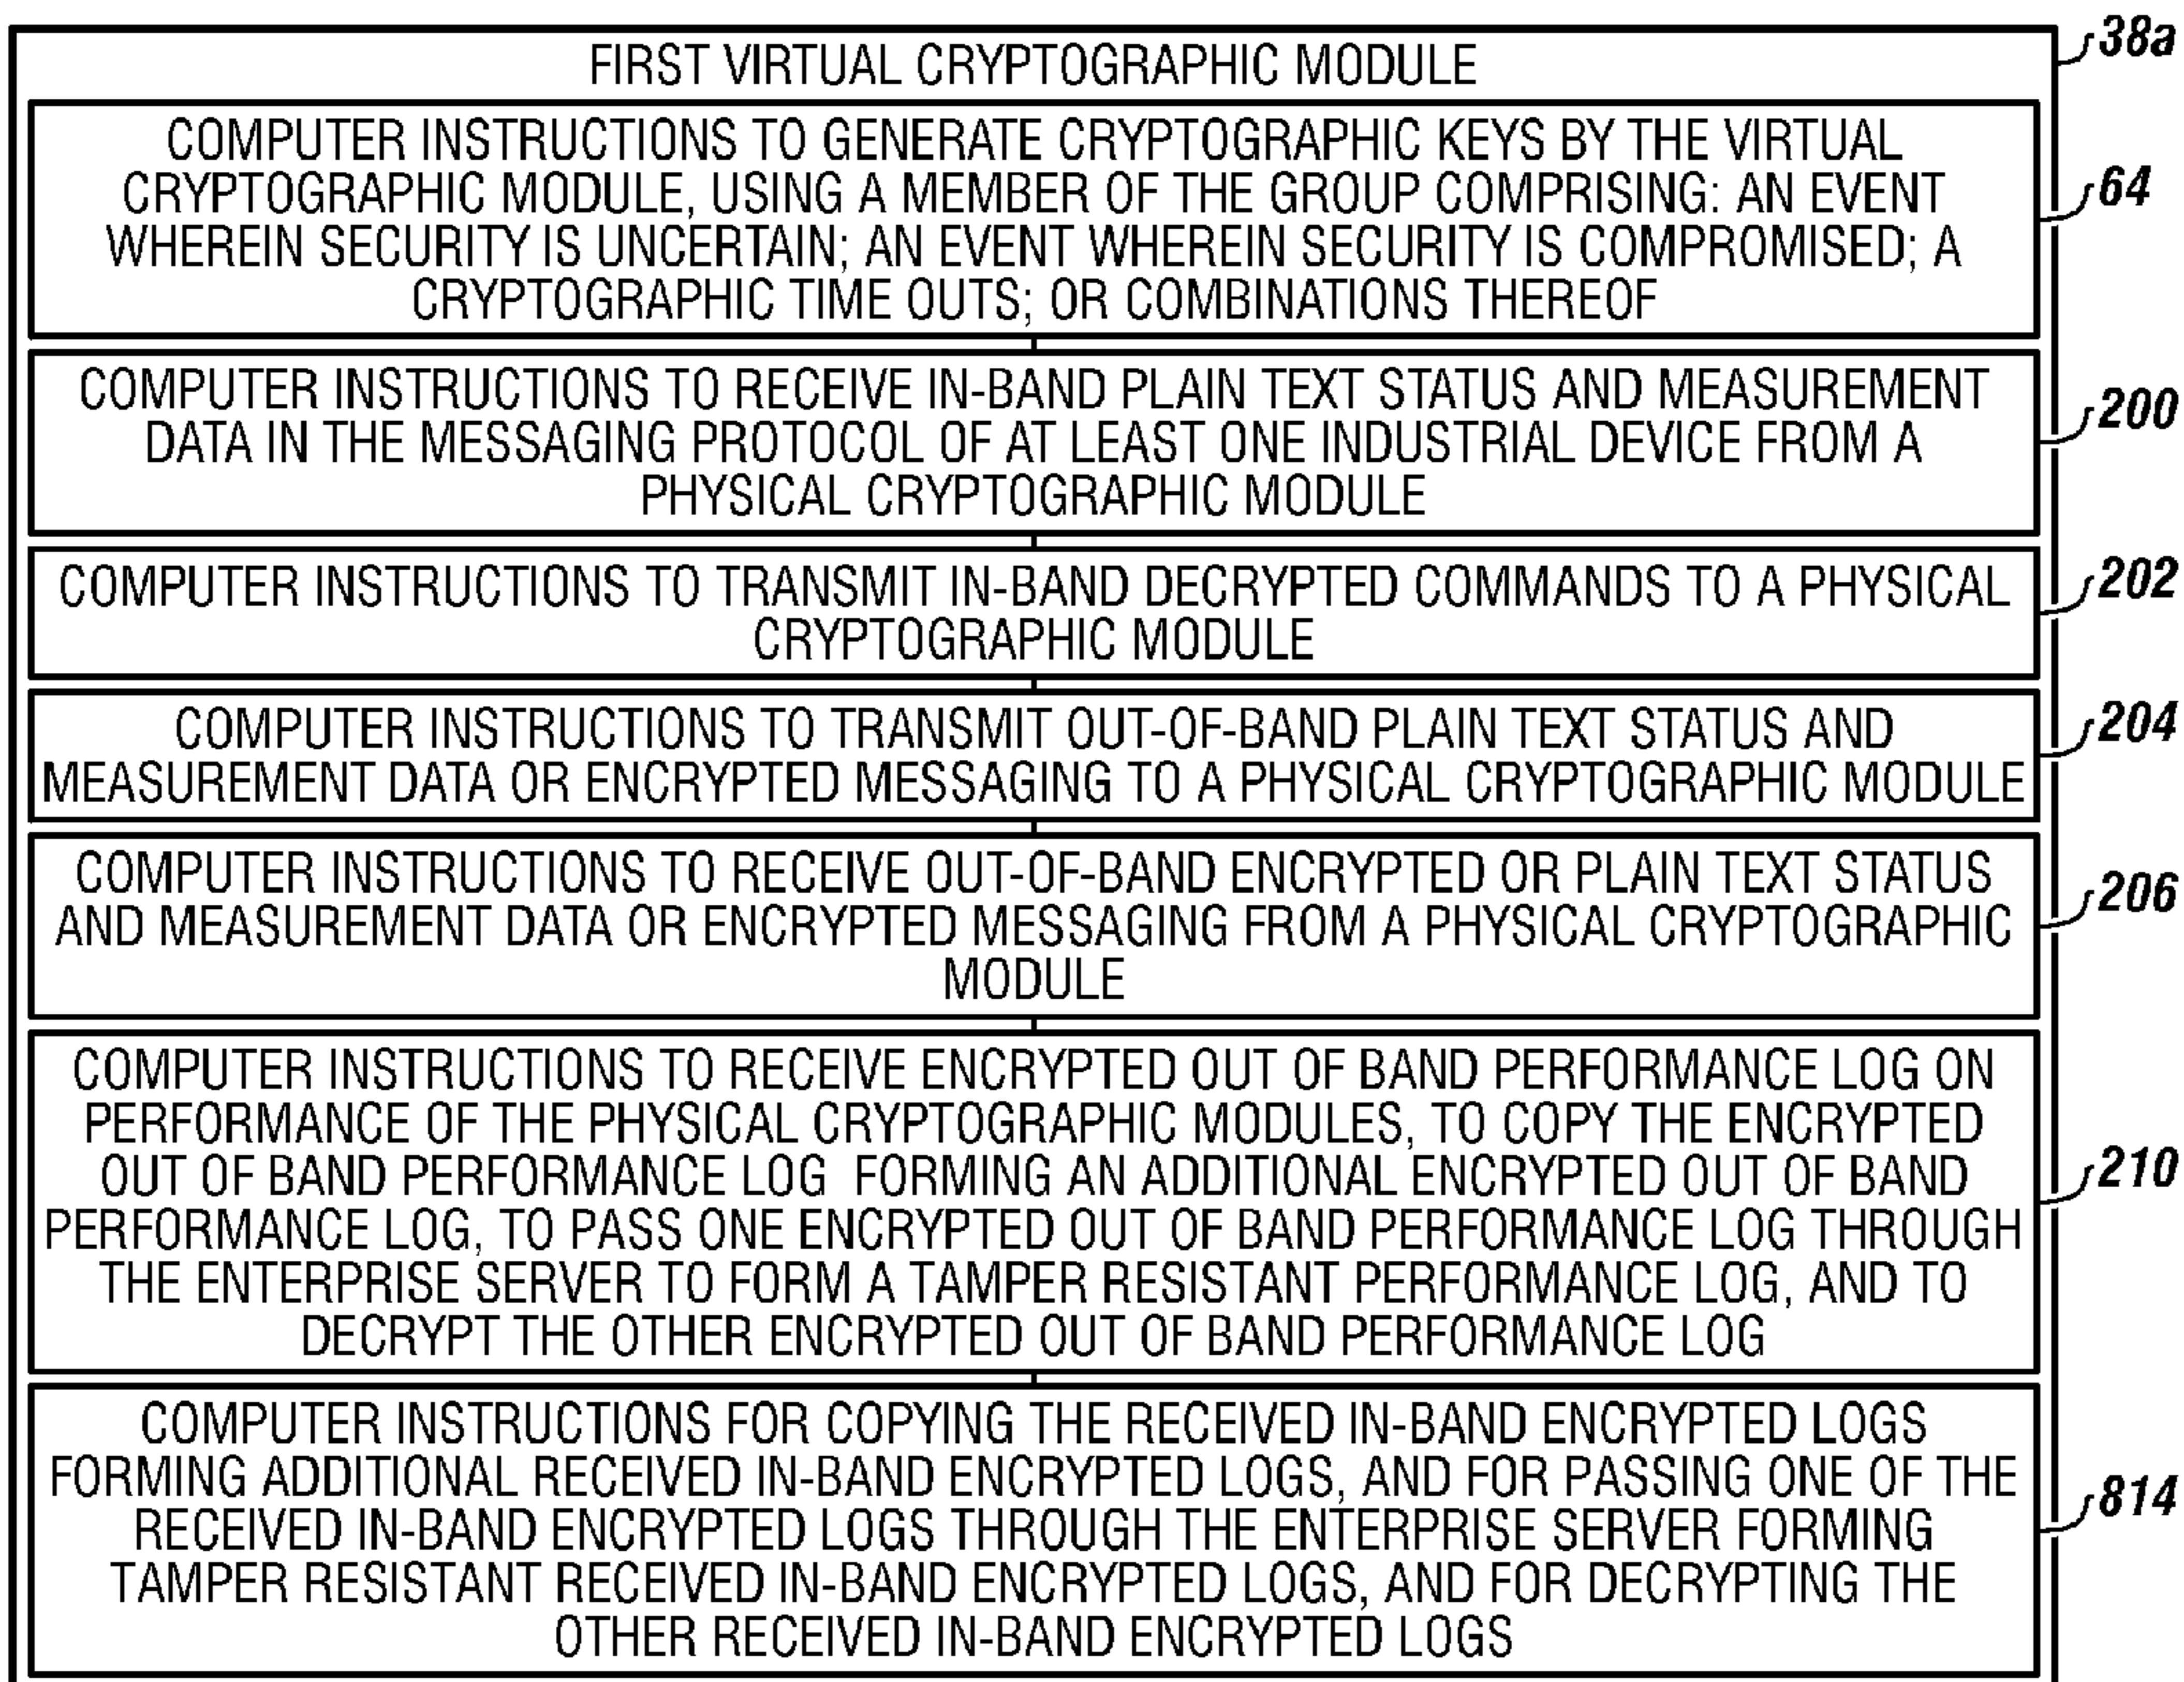 FIRST VIRTUAL CRYPTOGRAPHIC MODULE
38a
COMPUTER INSTRUCTIONS TO GENERATE CRYPTOGRAPHIC KEYS BY THE VIRTUAL
CRYPTOGRAPHIC MODULE, USING A MEMBER OF THE GROUP COMPRISING: AN EVENT
WHEREIN SECURITY IS UNCERTAIN; AN EVENT WHEREIN SECURITY IS COMPROMISED; A
CRYPTOGRAPHIC TIME OUTS; OR COMBINATIONS THEREOF
64
COMPUTER INSTRUCTIONS TO RECEIVE IN-BAND PLAIN TEXT STATUS AND MEASUREMENT
DATA IN THE MESSAGING PROTOCOL OF AT LEAST ONE INDUSTRIAL DEVICE FROM A
PHYSICAL CRYPTOGRAPHIC MODULE
200
COMPUTER INSTRUCTIONS TO TRANSMIT IN-BAND DECRYPTED COMMANDS TO A PHYSICAL
CRYPTOGRAPHIC MODULE
202
COMPUTER INSTRUCTIONS TO TRANSMIT OUT-OF-BAND PLAIN TEXT STATUS AND
MEASUREMENT DATA OR ENCRYPTED MESSAGING TO A PHYSICAL CRYPTOGRAPHIC MODULE
204
COMPUTER INSTRUCTIONS TO RECEIVE OUT-OF-BAND ENCRYPTED OR PLAIN TEXT STATUS
AND MEASUREMENT DATA OR ENCRYPTED MESSAGING FROM A PHYSICAL CRYPTOGRAPHIC
MODULE
206
COMPUTER INSTRUCTIONS TO RECEIVE ENCRYPTED OUT OF BAND PERFORMANCE LOG ON
PERFORMANCE OF THE PHYSICAL CRYPTOGRAPHIC MODULES, TO COPY THE ENCRYPTED
OUT OF BAND PERFORMANCE LOG FORMING AN ADDITIONAL ENCRYPTED OUT OF BAND
PERFORMANCE LOG, TO PASS ONE ENCRYPTED OUT OF BAND PERFORMANCE LOG THROUGH
THE ENTERPRISE SERVER TO FORM A TAMPER RESISTANT PERFORMANCE LOG, AND TO
DECRYPT THE OTHER ENCRYPTED OUT OF BAND PERFORMANCE LOG
210
COMPUTER INSTRUCTIONS FOR COPYING THE RECEIVED IN-BAND ENCRYPTED LOGS
FORMING ADDITIONAL RECEIVED IN-BAND ENCRYPTED LOGS, AND FOR PASSING ONE OF THE
RECEIVED IN-BAND ENCRYPTED LOGS THROUGH THE ENTERPRISE SERVER FORMING
TAMPER RESISTANT RECEIVED IN-BAND ENCRYPTED LOGS, AND FOR DECRYPTING THE
OTHER RECEIVED IN-BAND ENCRYPTED LOGS
814